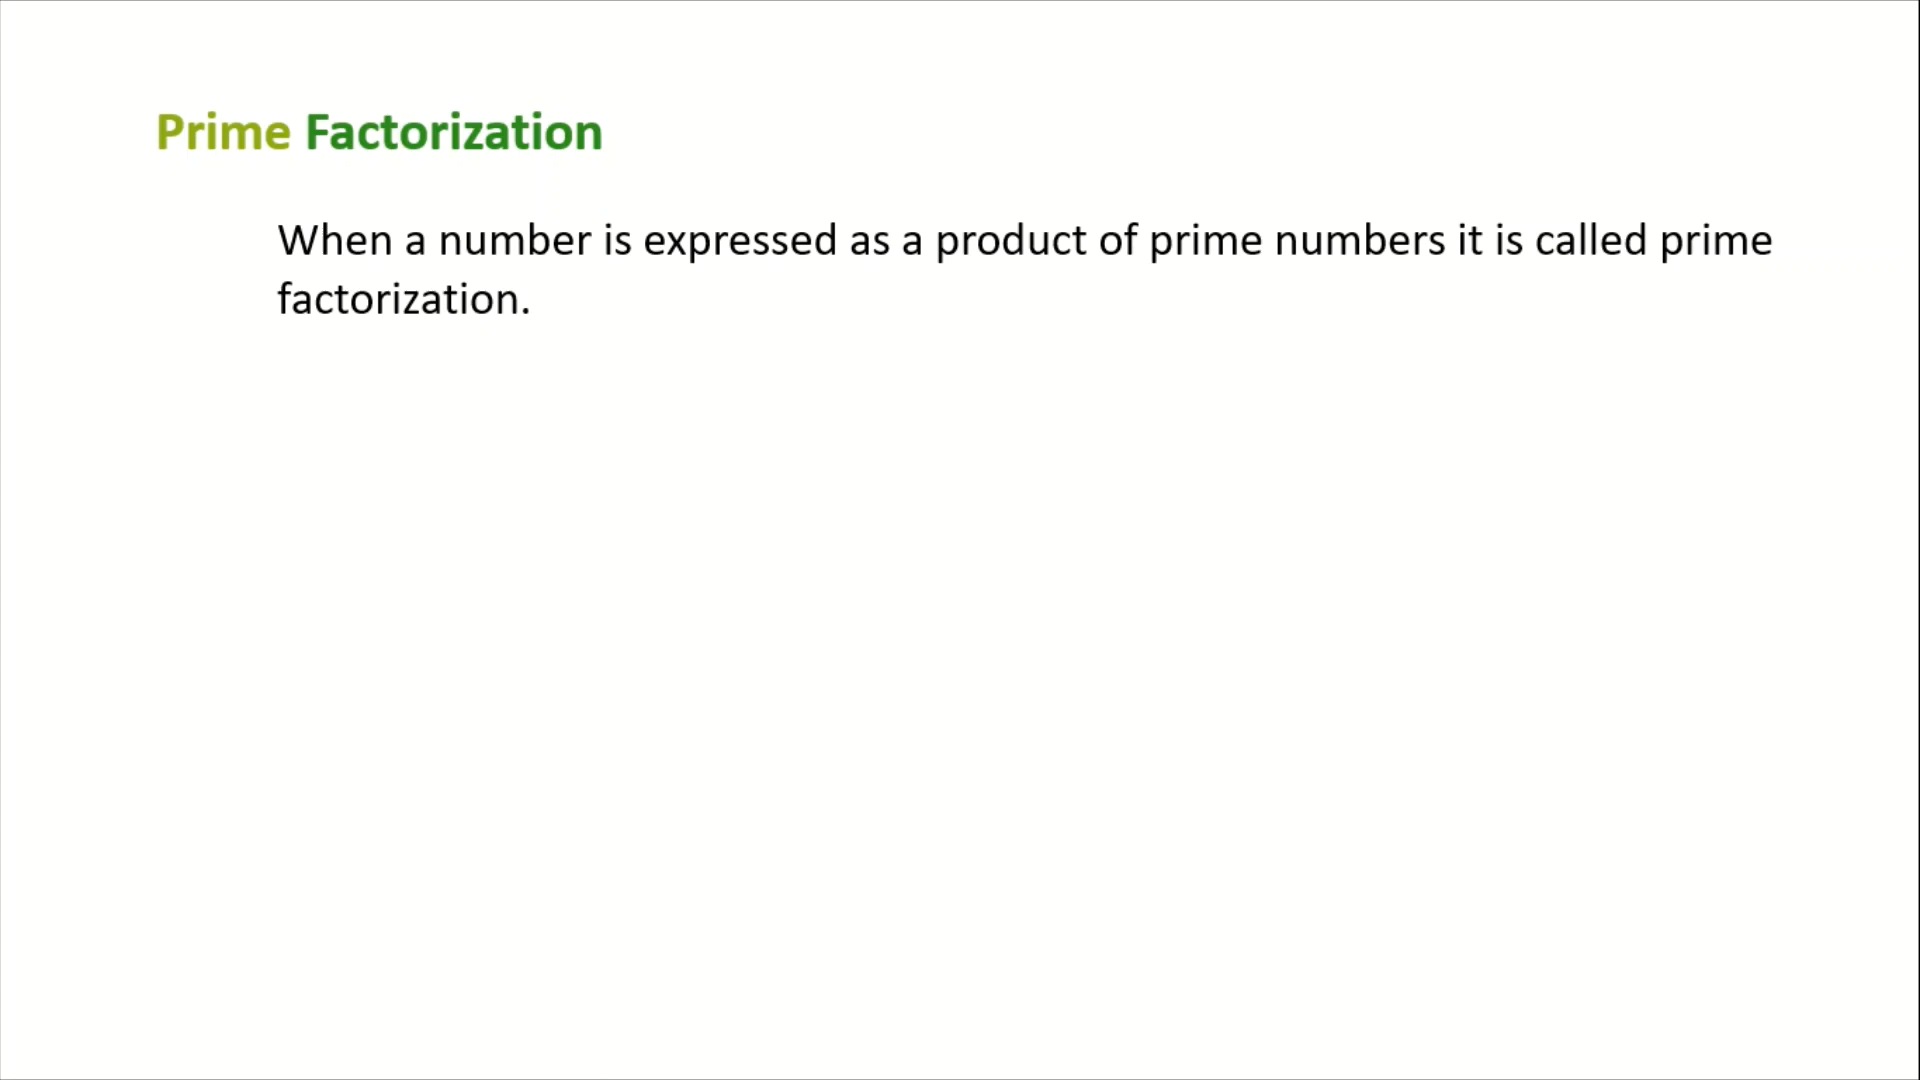 Prime Factorization
When a number is expressed as a product of prime numbers it is called prime
factorization.